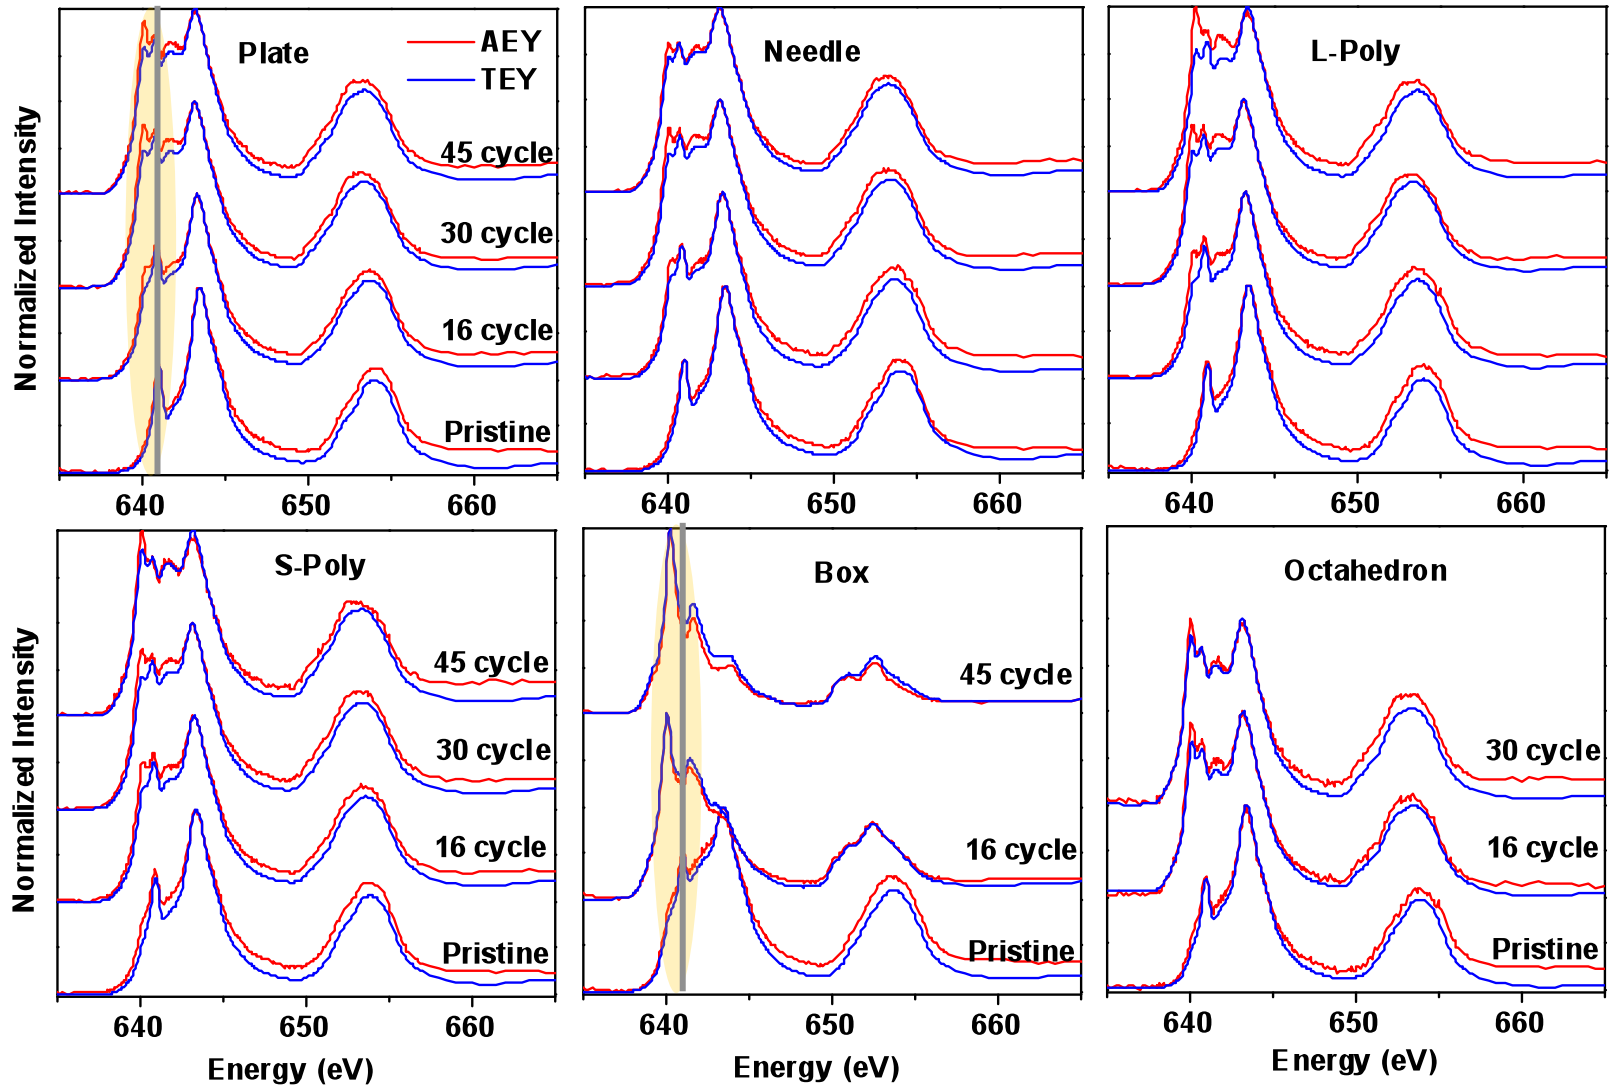 Normalized Intensity
Plate
AEY
TEY
45 cycle
30 cycle
16 cycle
Pristine
640 650 660
Needle
640 650 660
L-Poly
640 650 660
Normalized Intensity
S-Poly
45 cycle
30 cycle
16 cycle
Pristine
640 650 660
Energy (eV)
Box
45 cycle
16 cycle
Pristine
640 650 660
Energy (eV)
Octahedron
30 cycle
16 cycle
Pristine
640 650 660
Energy (eV)